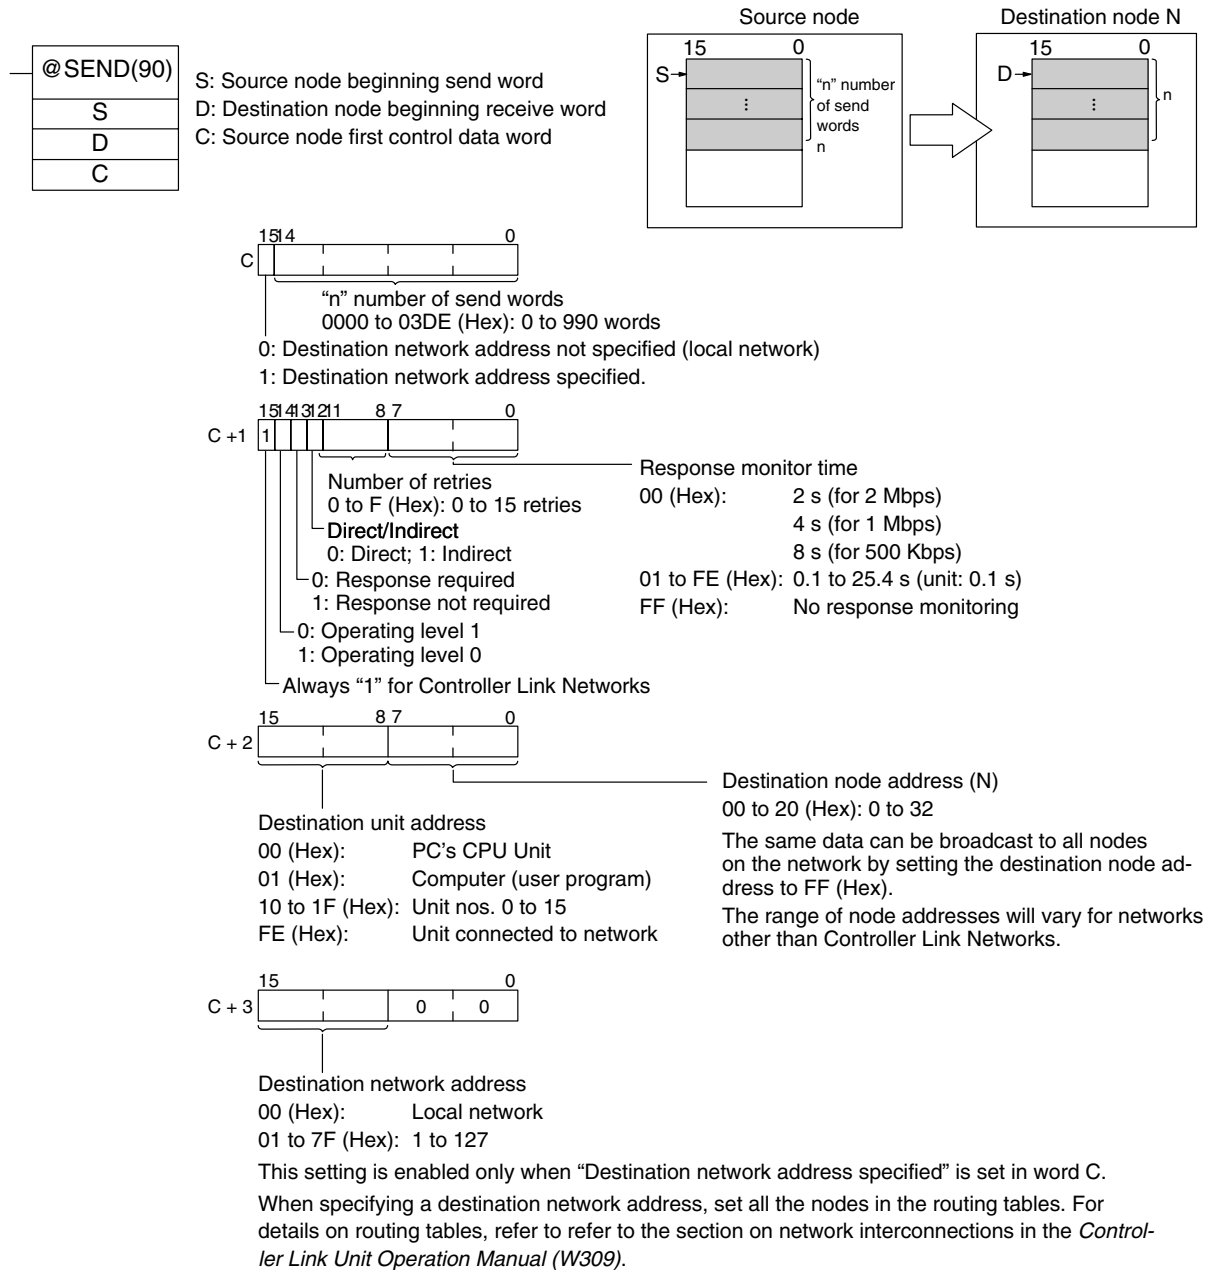 Source node
Destination node N
@SEND(90)
S
D
C
S: Source node beginning send word
D: Destination node beginning receive word
C: Source node first control data word
15 0
S
"n" number
of send
words
n
15 0
D
n
15 14 0
C
"n" number of send words
0000 to 03DE (Hex): 0 to 990 words
0: Destination network address not specified (local network)
1: Destination network address specified.
15 14 13 12 11 8 7 0
C +1 1
Number of retries
0 to F (Hex): 0 to 15 retries
Direct/Indirect
0: Direct; 1: Indirect
0: Response required
1: Response not required
0: Operating level 1
1: Operating level 0
Always "1" for Controller Link Networks
Response monitor time
00 (Hex): 2 s (for 2 Mbps)
4 s (for 1 Mbps)
8 s (for 500 Kbps)
01 to FE (Hex): 0.1 to 25.4 s (unit: 0.1 s)
FF (Hex): No response monitoring
15 8 7 0
C + 2
Destination unit address
00 (Hex): PC's CPU Unit
01 (Hex): Computer (user program)
10 to 1F (Hex): Unit nos. 0 to 15
FE (Hex): Unit connected to network
Destination node address (N)
00 to 20 (Hex): 0 to 32
The same data can be broadcast to all nodes
on the network by setting the destination node ad-
dress to FF (Hex).
The range of node addresses will vary for networks
other than Controller Link Networks.
15 0
C + 3 0 0
Destination network address
00 (Hex): Local network
01 to 7F (Hex): 1 to 127
This setting is enabled only when "Destination network address specified" is set in word C.
When specifying a destination network address, set all the nodes in the routing tables. For
details on routing tables, refer to refer to the section on network interconnections in the Control-
ler Link Unit Operation Manual (W309).